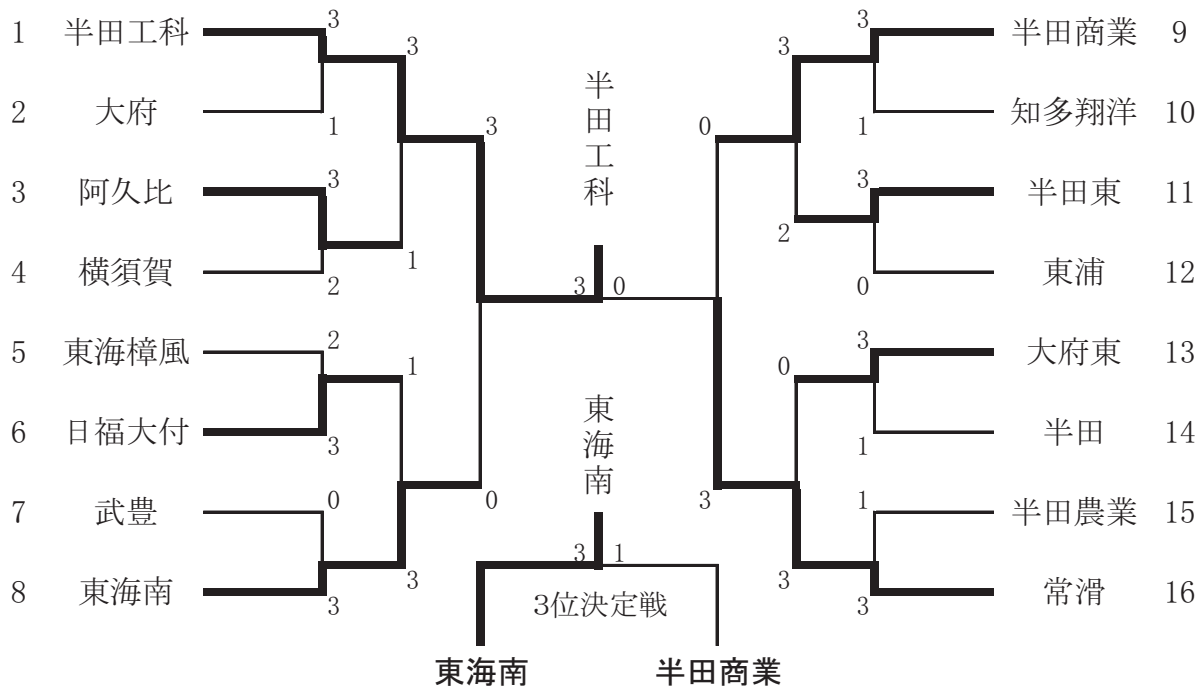 1 半田工科 3
2 大府 1
3
3 阿久比 3
4 横須賀 2
1
3
5 東海樟風 2
6 日福大付 3
1
7 武豊 0
8 東海南 3
3
0
半田工科
3 0
東海南
3 1
3位決定戦
東海南 半田商業
3 半田商業 9
1 知多翔洋 10
3
3 半田東 11
0 東浦 12
2
0
3 大府東 13
1 半田 14
0
1 半田農業 15
3 常滑 16
3
3